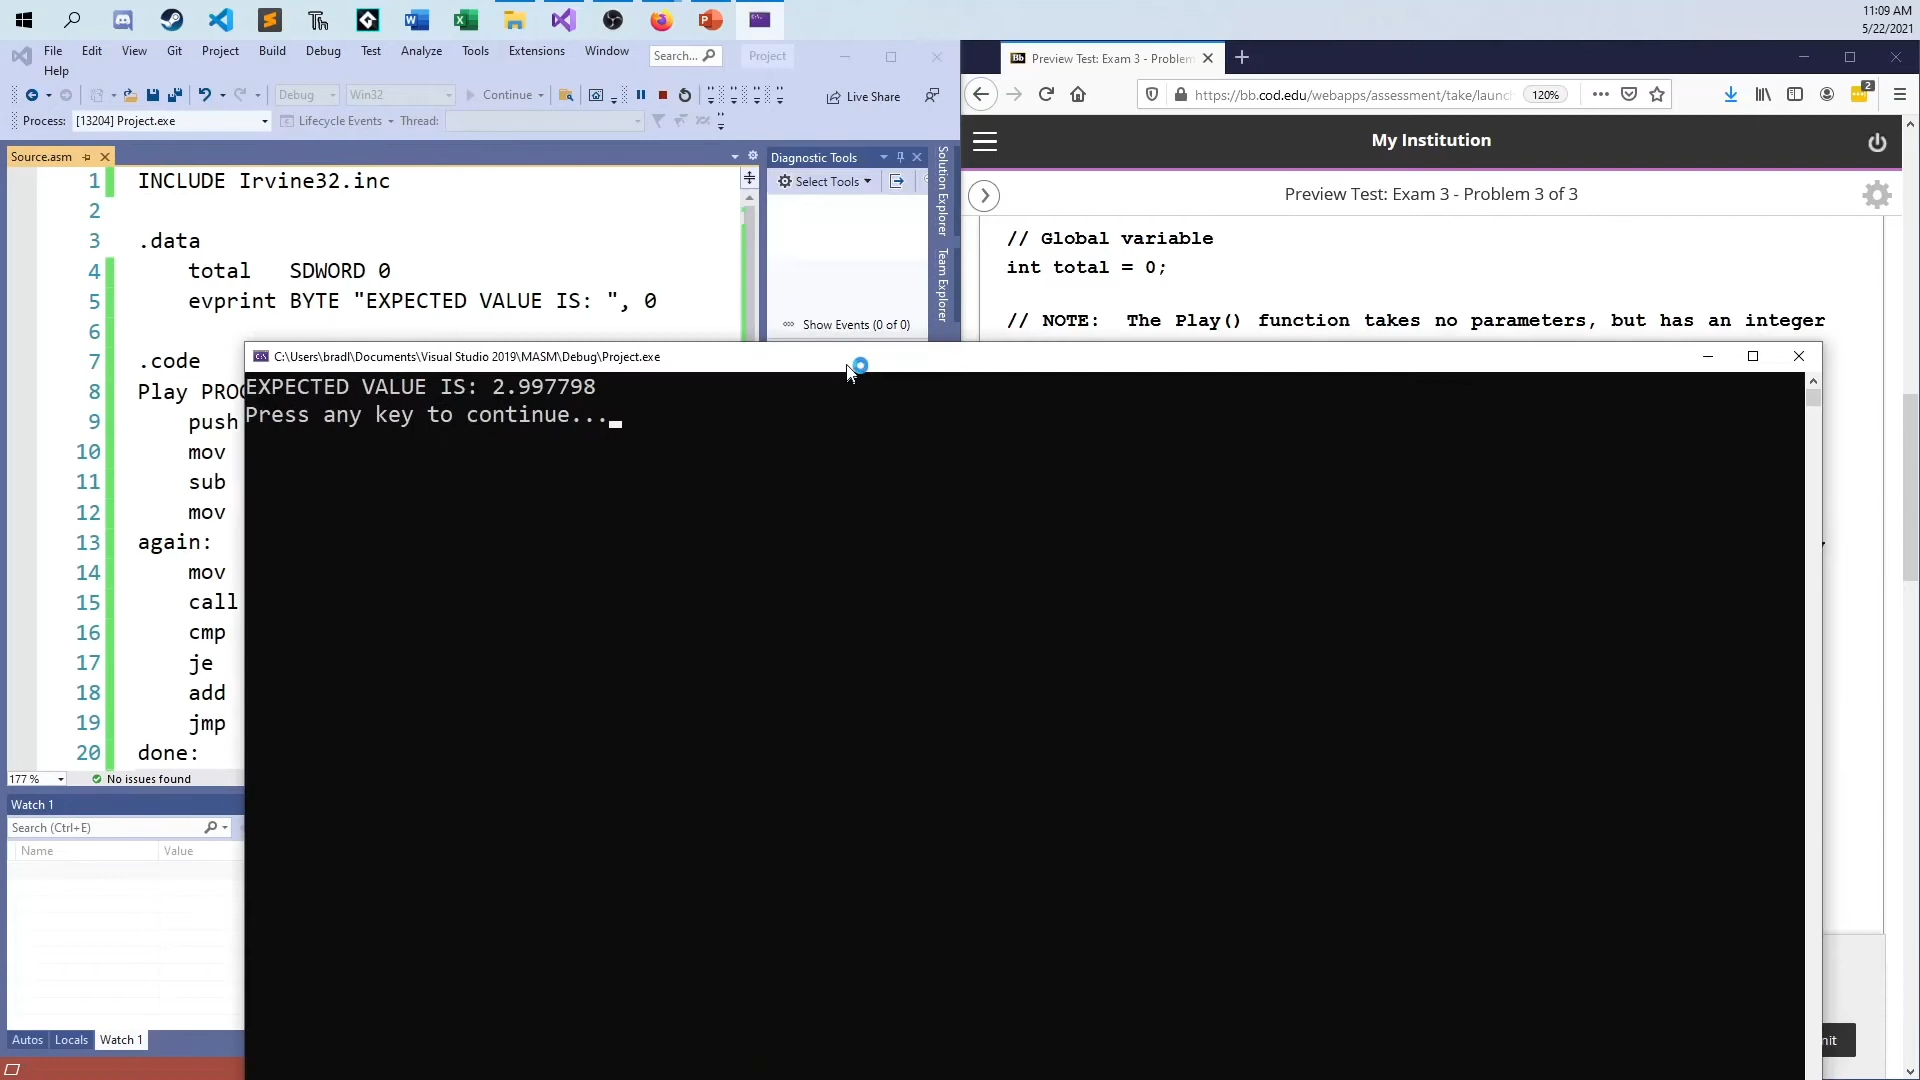 11:09 AM
5/22/2021
File Edit View Git Project Build Debug Test Analyze Tools Extensions Window Search... Project
Help
Debug Win32 Continue Live Share
Process: [13204] Project.exe Lifecycle Events Thread:
Source.asm
Diagnostic Tools
Select Tools
Show Events (0 of 0)
Solution Explorer
Team Explorer
1 INCLUDE Irvine32.inc
2
3 .data
4 total SDWORD 0
5 evprint BYTE "EXPECTED VALUE IS: ", 0
6
7 .code
8 Play PROC
9 push
10 mov
11 sub
12 mov
13 again:
14 mov
15 call
16 cmp
17 je
18 add
19 jmp
20 done:
177 % No issues found
Watch 1
Search (Ctrl+E)
Name Value
Autos Locals Watch 1
C:\Users\bradl\Documents\Visual Studio 2019\MASM\Debug\Project.exe
EXPECTED VALUE IS: 2.997798
Press any key to continue...
Bb Preview Test: Exam 3 - Problem
https://bb.cod.edu/webapps/assessment/take/launc 120% 2
My Institution
Preview Test: Exam 3 - Problem 3 of 3
// Global variable
int total = 0;
// NOTE: The Play() function takes no parameters, but has an integer